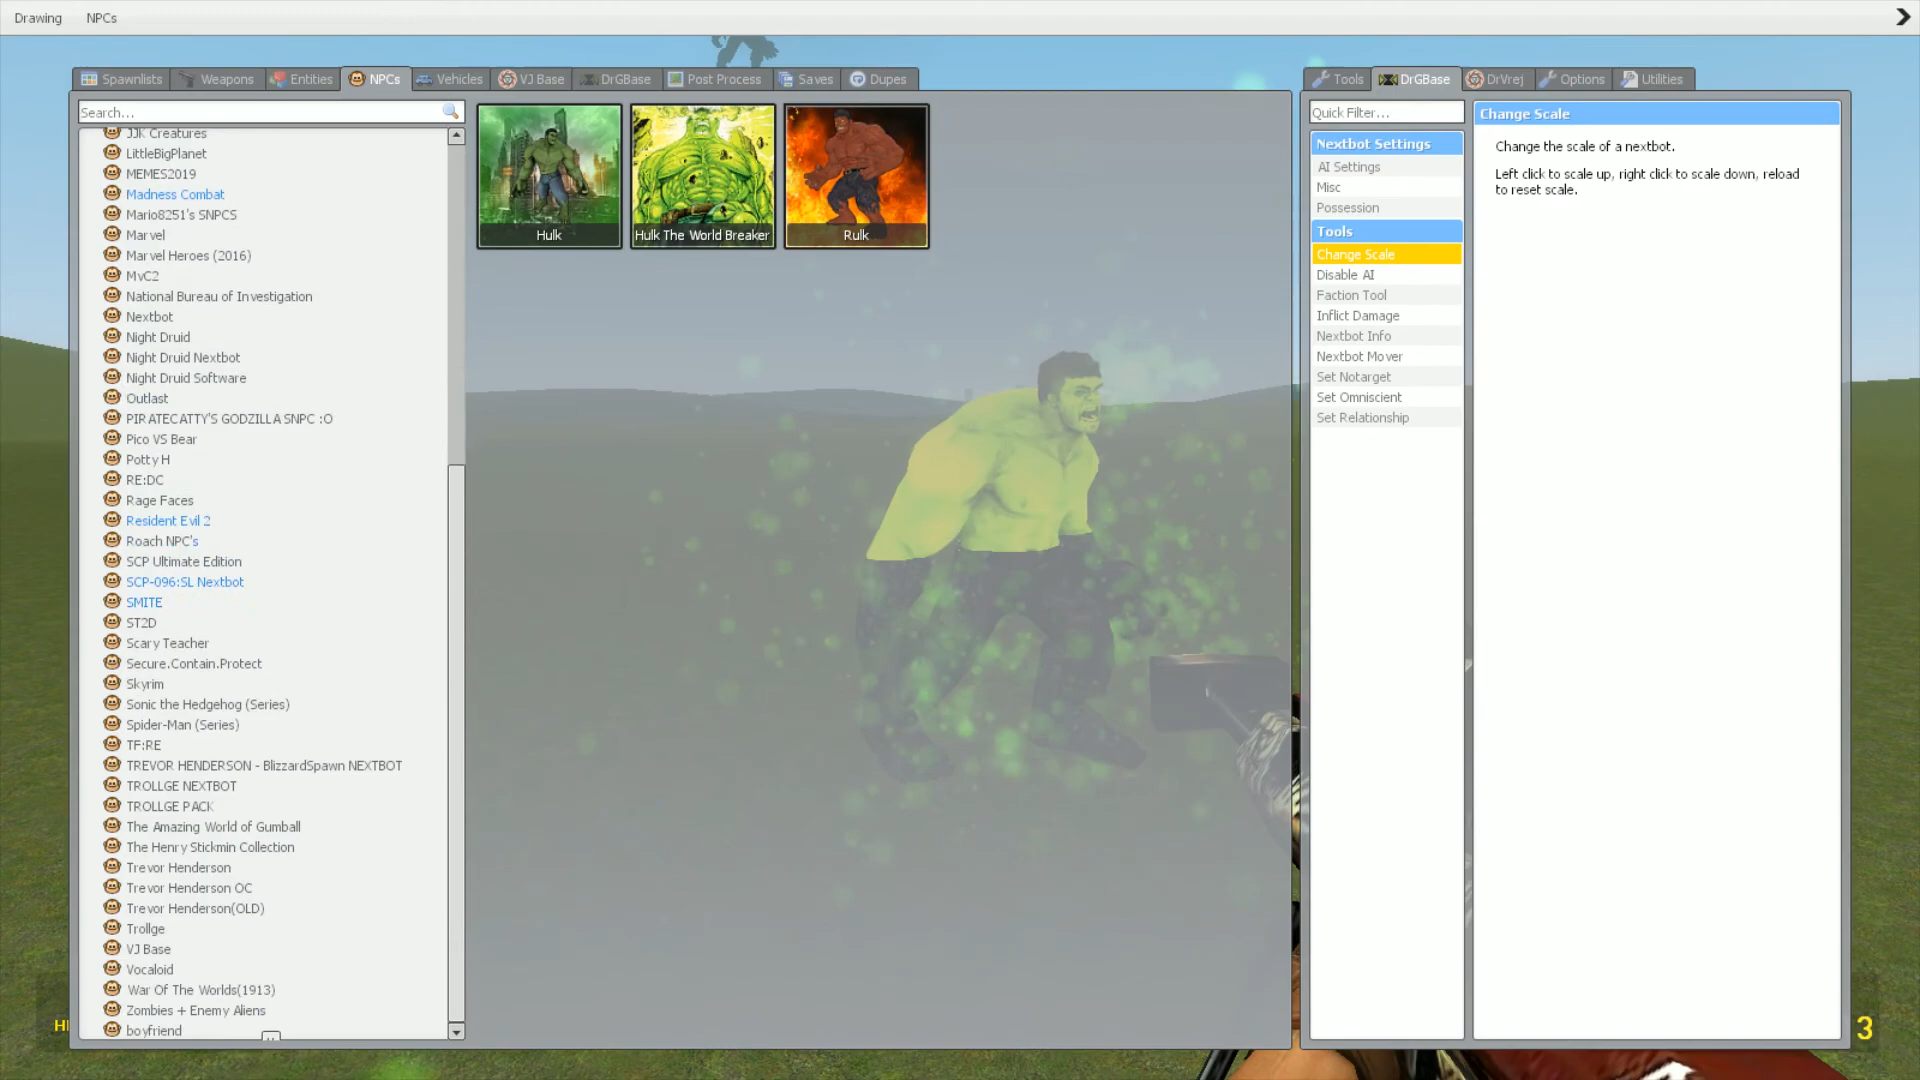 Drawing NPCs
Spawnlists Weapons Entities NPCs Vehicles VJ Base DrGBase Post Process Saves Dupes
Tools DrGBase DrVrej Options Utilities
Search...
JJK Creatures
LittleBigPlanet
MEMES2019
Madness Combat
Mario8251's SNPCS
Marvel
Marvel Heroes (2016)
MvC2
National Bureau of Investigation
Nextbot
Night Druid
Night Druid Nextbot
Night Druid Software
Outlast
PIRATECATTY'S GODZILLA SNPC :O
Pico VS Bear
Potty H
RE:DC
Rage Faces
Resident Evil 2
Roach NPC's
SCP Ultimate Edition
SCP-096:SL Nextbot
SMITE
ST2D
Scary Teacher
Secure.Contain.Protect
Skyrim
Sonic the Hedgehog (Series)
Spider-Man (Series)
TF:RE
TREVOR HENDERSON - BlizzardSpawn NEXTBOT
TROLLGE NEXTBOT
TROLLGE PACK
The Amazing World of Gumball
The Henry Stickmin Collection
Trevor Henderson
Trevor Henderson OC
Trevor Henderson(OLD)
Trollge
VJ Base
Vocaloid
War Of The Worlds(1913)
Zombies + Enemy Aliens
boyfriend
Hulk
Hulk The World Breaker
Rulk
Quick Filter...
Nextbot Settings
AI Settings
Misc
Possession
Tools
Change Scale
Disable AI
Faction Tool
Inflict Damage
Nextbot Info
Nextbot Mover
Set Notarget
Set Omniscient
Set Relationship
Change Scale
Change the scale of a nextbot.
Left click to scale up, right click to scale down, reload
to reset scale.
3